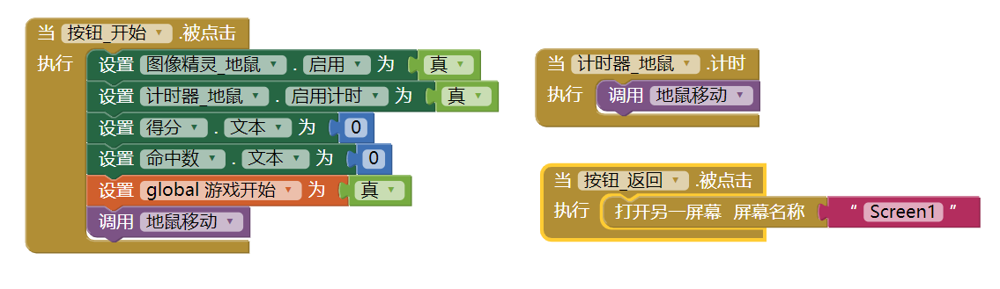 当 按钮_开始 .被点击
执行 设置 图像精灵_地鼠 . 启用 为 真
设置 计时器_地鼠 . 启用计时 为 真
设置 得分 . 文本 为 0
设置 命中数 . 文本 为 0
设置 global 游戏开始 为 真
调用 地鼠移动
当 计时器_地鼠 .计时
执行 调用 地鼠移动
当 按钮_返回 .被点击
执行 打开另一屏幕 屏幕名称 “ Screen1 ”